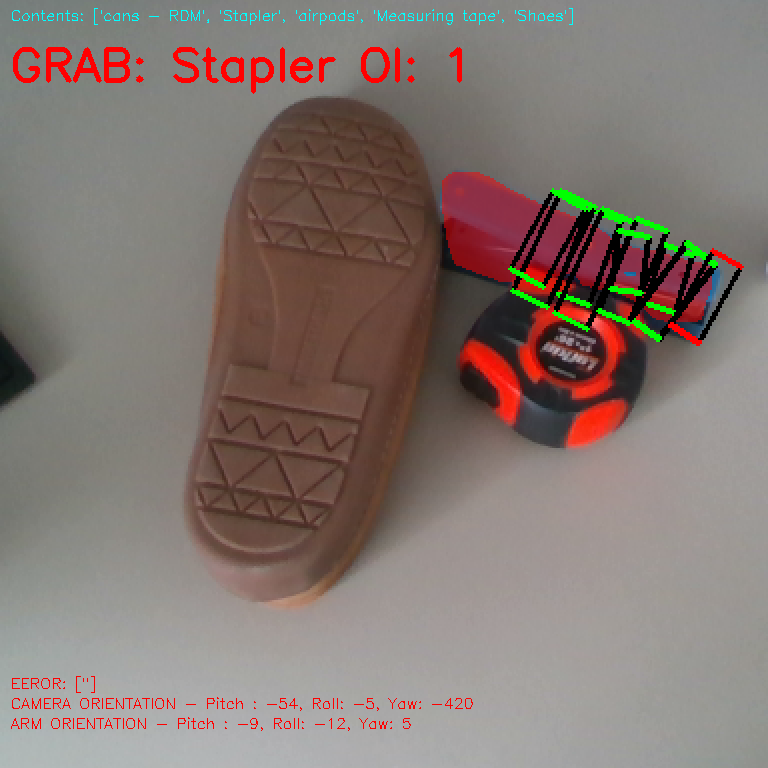 Contents: ['cans - RDM', 'Stapler', 'airpods', 'Measuring tape', 'Shoes']
GRAB: Stapler OI: 1
Lufkin
EEROR: ['']
CAMERA ORIENTATION - Pitch : -54, Roll: -5, Yaw: -420
ARM ORIENTATION - Pitch : -9, Roll: -12, Yaw: 5